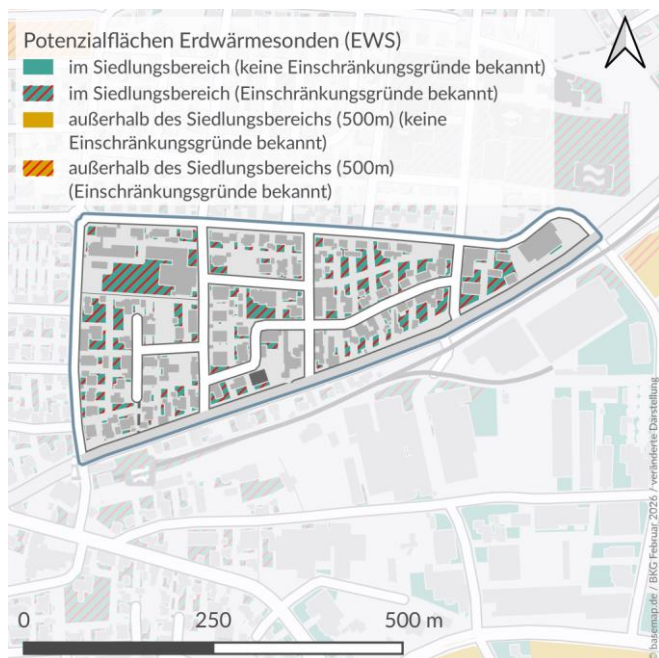 Potenzialflächen Erdwärmesonden (EWS)
im Siedlungsbereich (keine Einschränkungsgründe bekannt)
im Siedlungsbereich (Einschränkungsgründe bekannt)
außerhalb des Siedlungsbereichs (500m) (keine
Einschränkungsgründe bekannt)
außerhalb des Siedlungsbereichs (500m)
(Einschränkungsgründe bekannt)
0 250 500 m
© basemap.de / BKG Februar 2026 / veränderte Darstellung